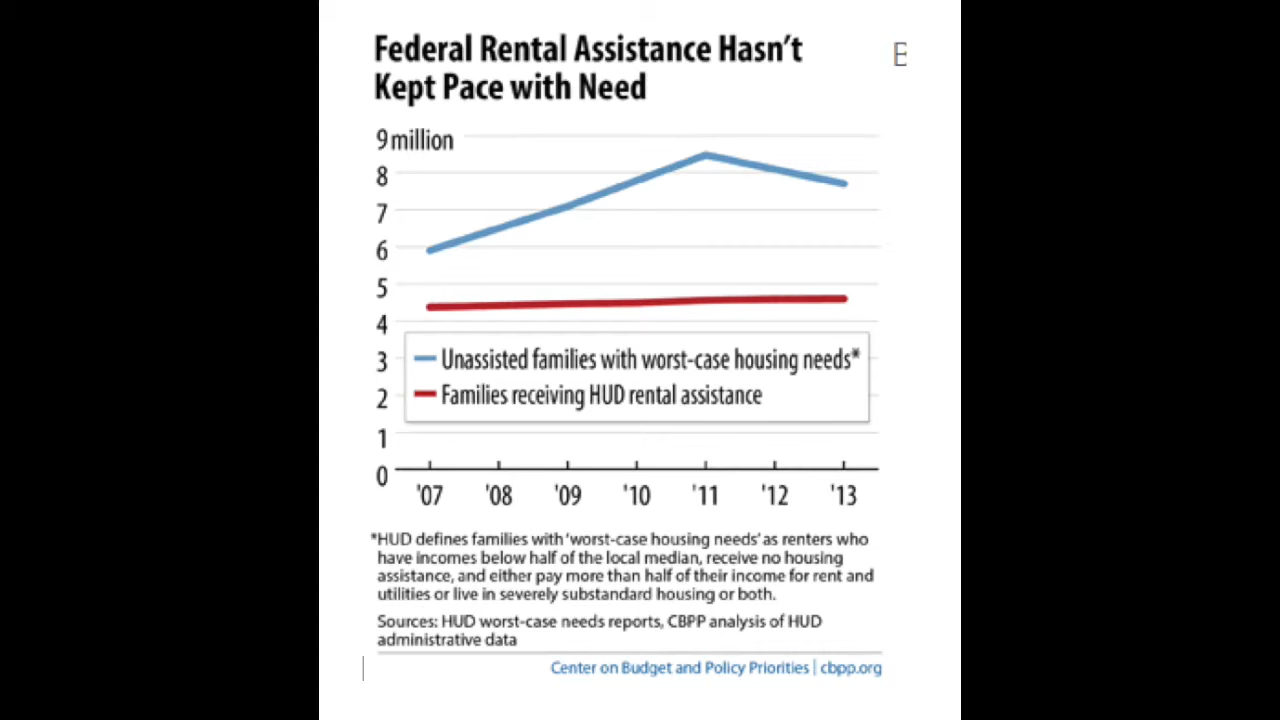 Federal Rental Assistance Hasn't
Kept Pace with Need
B
9 million
8
7
6
5
4
3
2
1
0
Unassisted families with worst-case housing needs*
Families receiving HUD rental assistance
'07 '08 '09 '10 '11 '12 '13
*HUD defines families with 'worst-case housing needs' as renters who
have incomes below half of the local median, receive no housing
assistance, and either pay more than half of their income for rent and
utilities or live in severely substandard housing or both.
Sources: HUD worst-case needs reports, CBPP analysis of HUD
administrative data
Center on Budget and Policy Priorities | cbpp.org